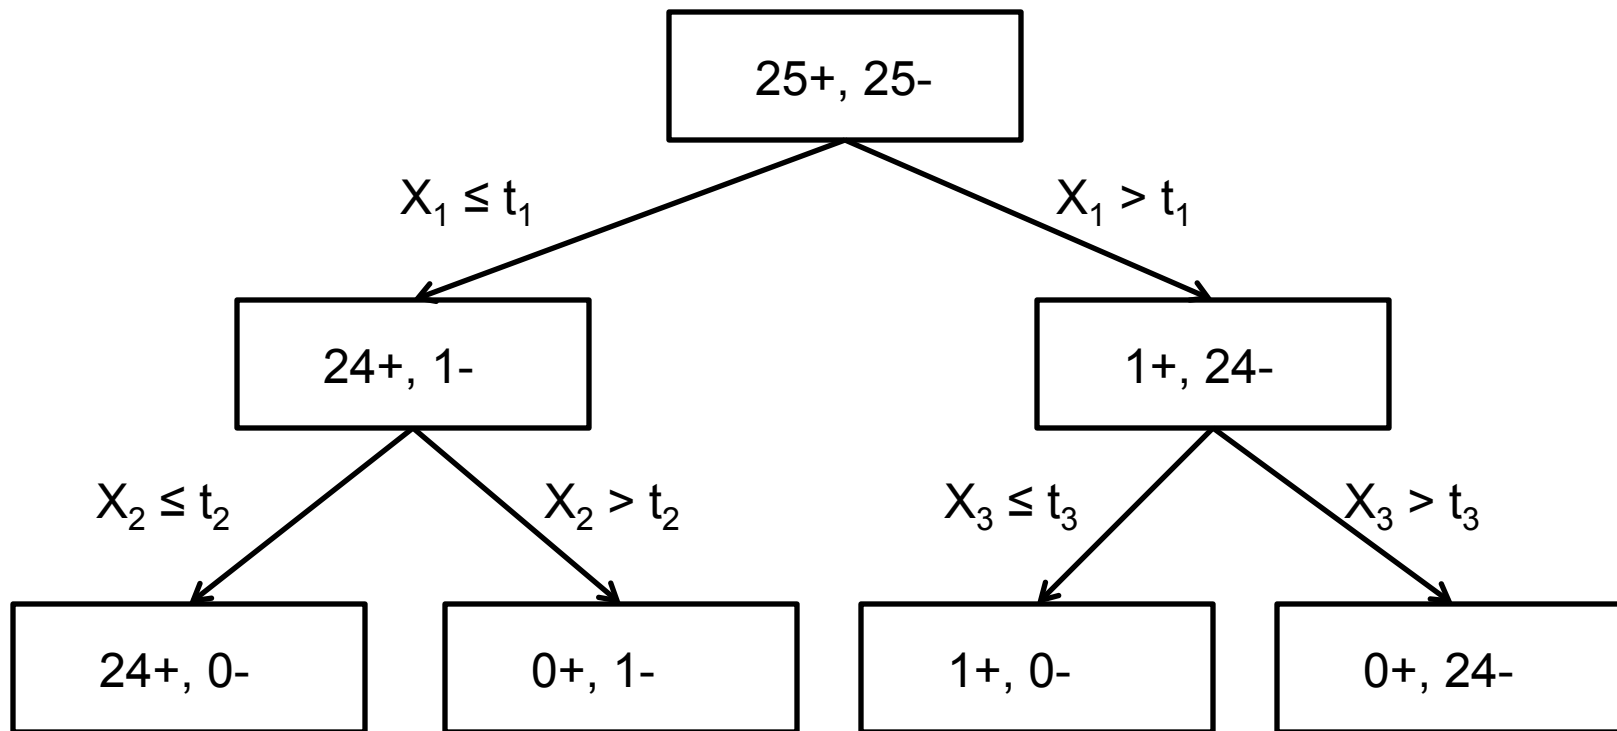 25+, 25-
X₁ ≤ t₁
X₁ > t₁
24+, 1-
1+, 24-
X₂ ≤ t₂
X₂ > t₂
X₃ ≤ t₃
X₃ > t₃
24+, 0-
0+, 1-
1+, 0-
0+, 24-